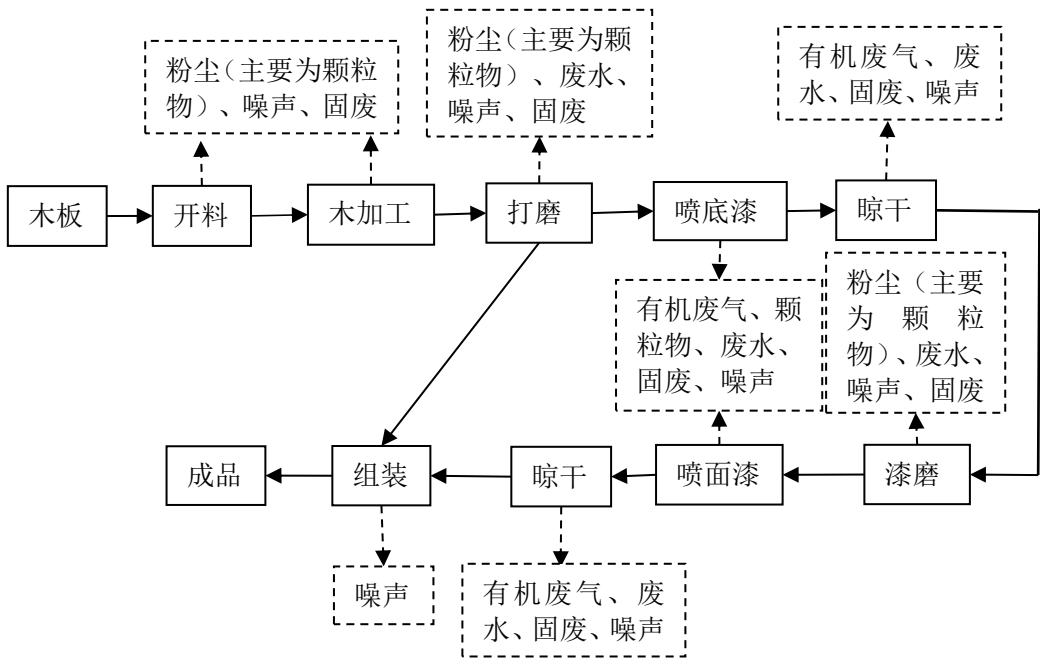 粉尘（主要为颗粒
物）、噪声、固废
粉尘（主要为颗
粒物）、废水、
噪声、固废
有机废气、废
水、固废、噪声
木板
开料
木加工
打磨
喷底漆
晾干
有机废气、颗
粒物、废水、
固废、噪声
粉尘（主要
为颗粒
物）、废水、
噪声、固废
成品
组装
晾干
喷面漆
漆磨
噪声
有机废气、废
水、固废、噪声